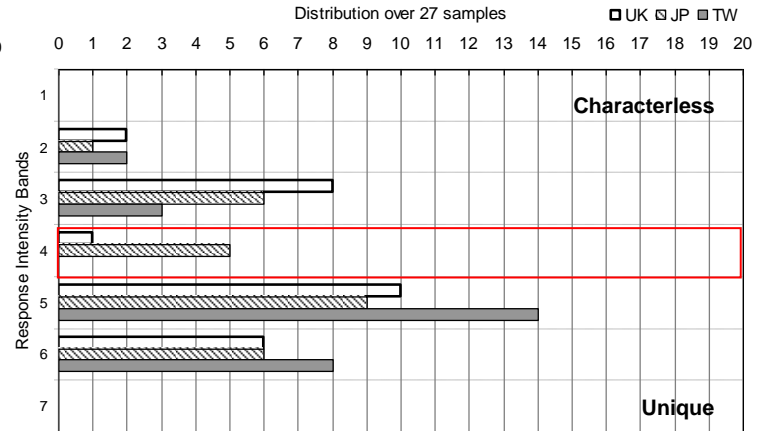 Distribution over 27 samples
UK JP TW
0 1 2 3 4 5 6 7 8 9 10 11 12 13 14 15 16 17 18 19 20
Response Intensity Bands
1
Characterless
2
3
4
5
6
7
Unique